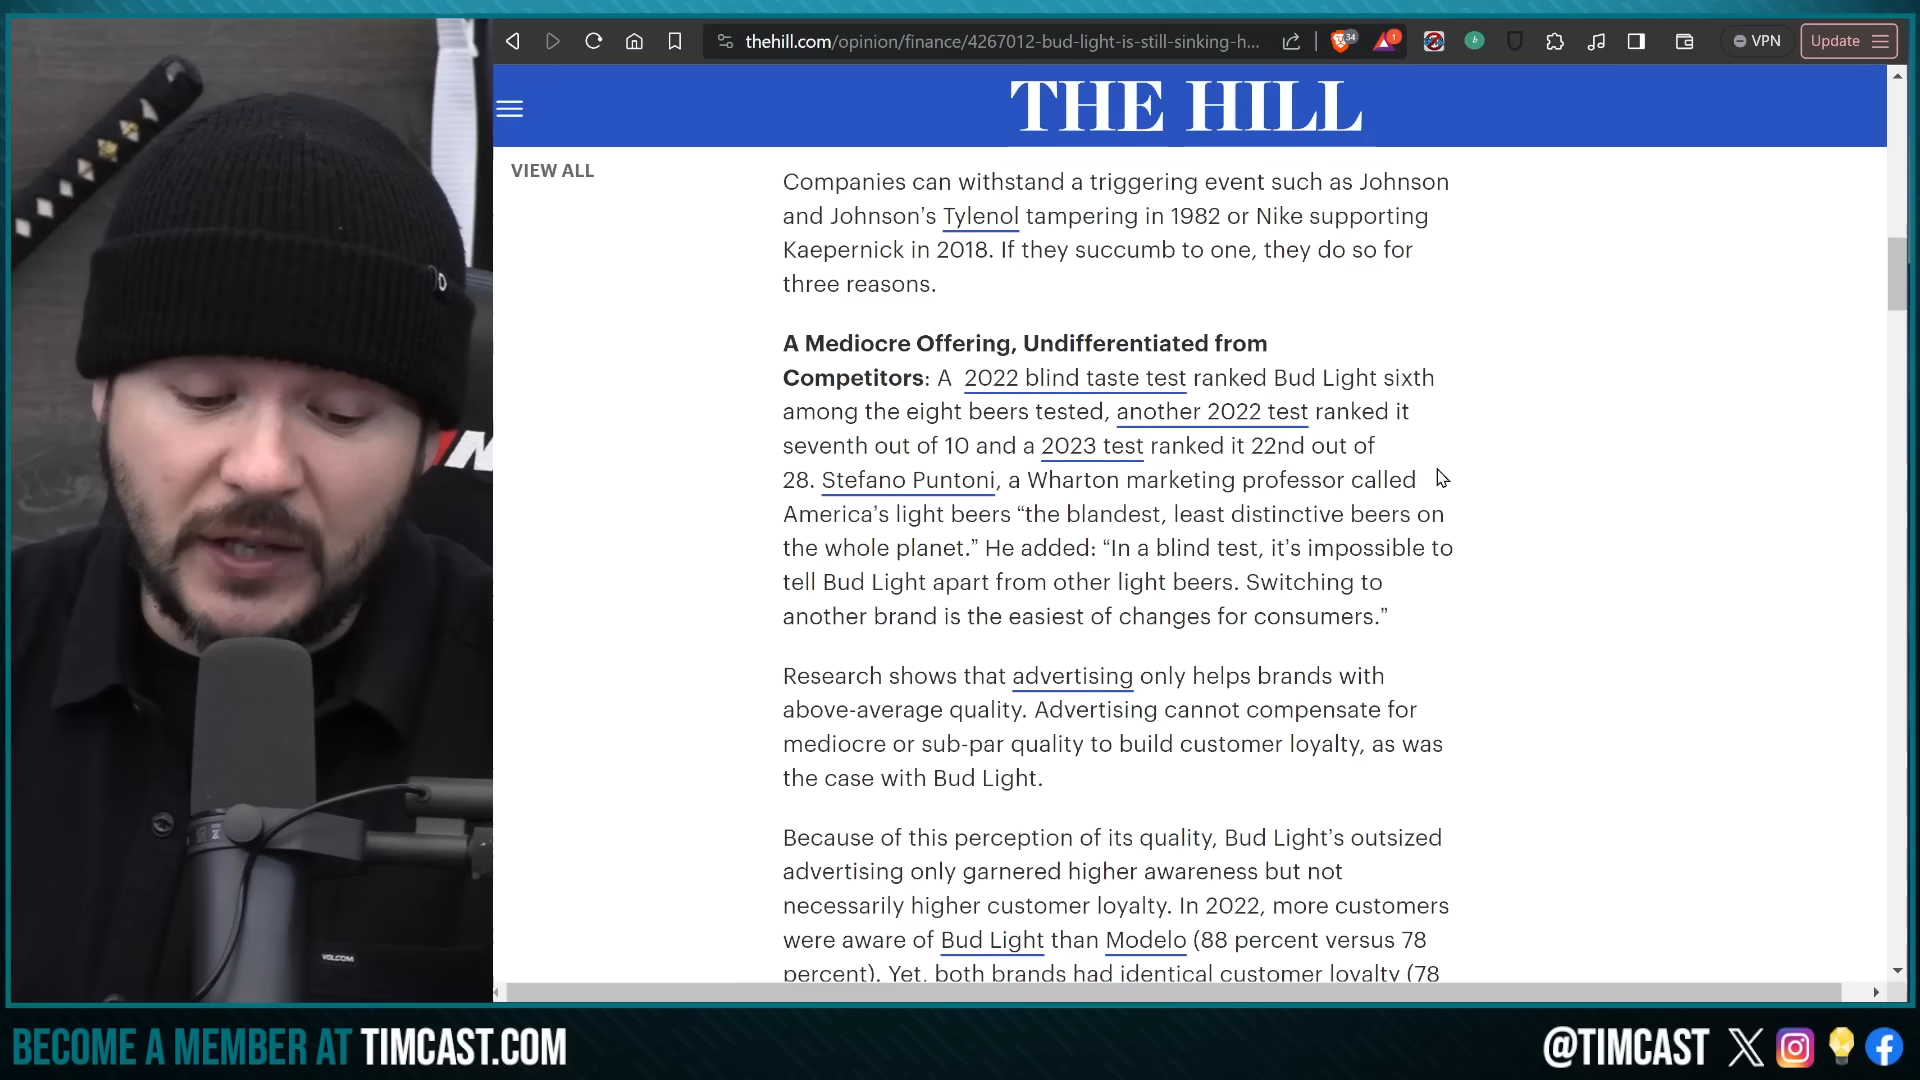 thehill.com/opinion/finance/4267012-bud-light-is-still-sinking-h...
34
1
b
VPN
Update
THE HILL
VIEW ALL
Companies can withstand a triggering event such as Johnson
and Johnson’s Tylenol tampering in 1982 or Nike supporting
Kaepernick in 2018. If they succumb to one, they do so for
three reasons.
A Mediocre Offering, Undifferentiated from
Competitors: A 2022 blind taste test ranked Bud Light sixth
among the eight beers tested, another 2022 test ranked it
seventh out of 10 and a 2023 test ranked it 22nd out of
28. Stefano Puntoni, a Wharton marketing professor called
America’s light beers “the blandest, least distinctive beers on
the whole planet.” He added: “In a blind test, it’s impossible to
tell Bud Light apart from other light beers. Switching to
another brand is the easiest of changes for consumers.”
Research shows that advertising only helps brands with
above-average quality. Advertising cannot compensate for
mediocre or sub-par quality to build customer loyalty, as was
the case with Bud Light.
Because of this perception of its quality, Bud Light’s outsized
advertising only garnered higher awareness but not
necessarily higher customer loyalty. In 2022, more customers
were aware of Bud Light than Modelo (88 percent versus 78
percent). Yet, both brands had identical customer loyalty (78
VOLCOM
BECOME A MEMBER AT TIMCAST.COM
@TIMCAST